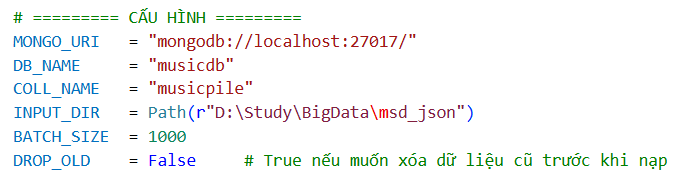 # ========= CẤU HÌNH =========
MONGO_URI = "mongodb://localhost:27017/"
DB_NAME = "musicdb"
COLL_NAME = "musicpile"
INPUT_DIR = Path(r"D:\Study\BigData\msd_json")
BATCH_SIZE = 1000
DROP_OLD = False # True nếu muốn xóa dữ liệu cũ trước khi nạp